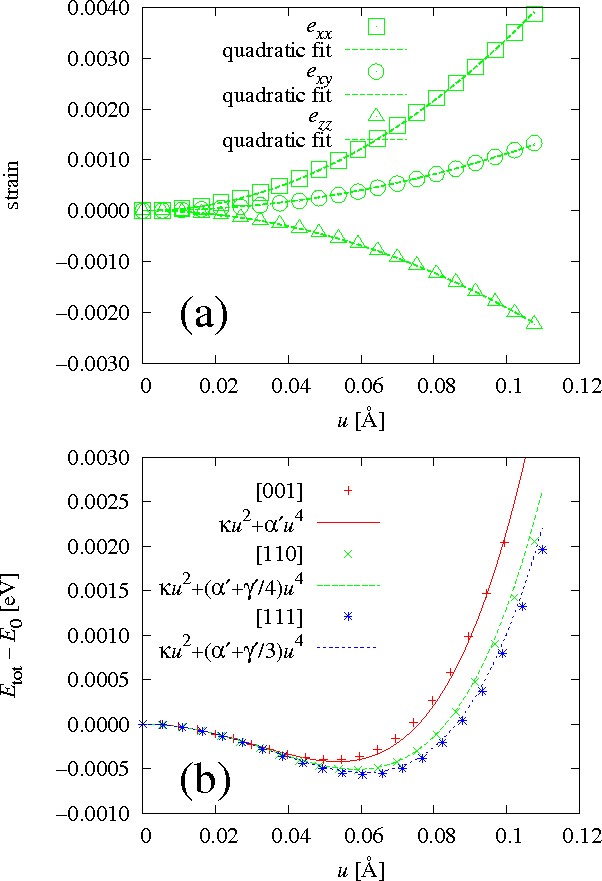 0.0040
0.0030
0.0020
0.0010
0.0000
−0.0010
−0.0020
−0.0030
strain
e_xx
quadratic fit
e_xy
quadratic fit
e_zz
quadratic fit
(a)
0 0.02 0.04 0.06 0.08 0.1 0.12
u [Å]
0.0030
0.0025
0.0020
0.0015
0.0010
0.0005
0.0000
−0.0005
−0.0010
E_tot − E_0 [eV]
[001]
κu²+α′u⁴
[110]
κu²+(α′+γ′/4)u⁴
[111]
κu²+(α′+γ′/3)u⁴
(b)
0 0.02 0.04 0.06 0.08 0.1 0.12
u [Å]